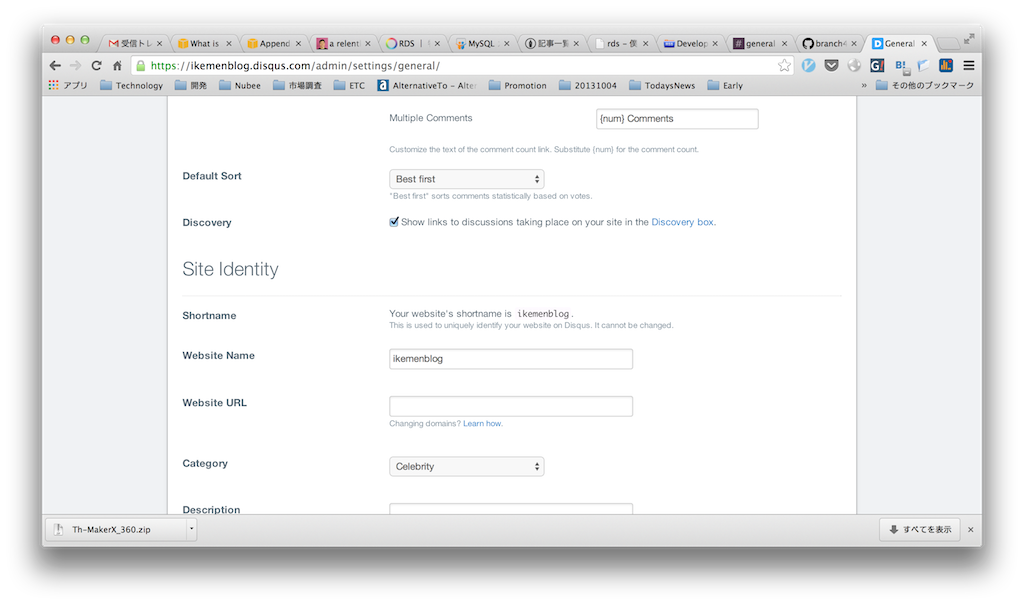 受信トレ
What is
Append
a relenti
RDS
MySQL
記事一覧
rds – 仮
Develop
general
branch
General
https://ikemenblog.disqus.com/admin/settings/general/
アプリ
Technology
開発
Nubee
市場調査
ETC
AlternativeTo - Alte
Promotion
20131004
TodaysNews
Early
»
その他のブックマーク
Multiple Comments
{num} Comments
Customize the text of the comment count link. Substitute {num} for the comment count.
Default Sort
Best first
"Best first" sorts comments statistically based on votes.
Discovery
Show links to discussions taking place on your site in the Discovery box.
Site Identity
Shortname
Your website's shortname is ikemenblog.
This is used to uniquely identify your website on Disqus. It cannot be changed.
Website Name
ikemenblog
Website URL
Changing domains? Learn how.
Category
Celebrity
Description
Th-MakerX_360.zip
すべてを表示